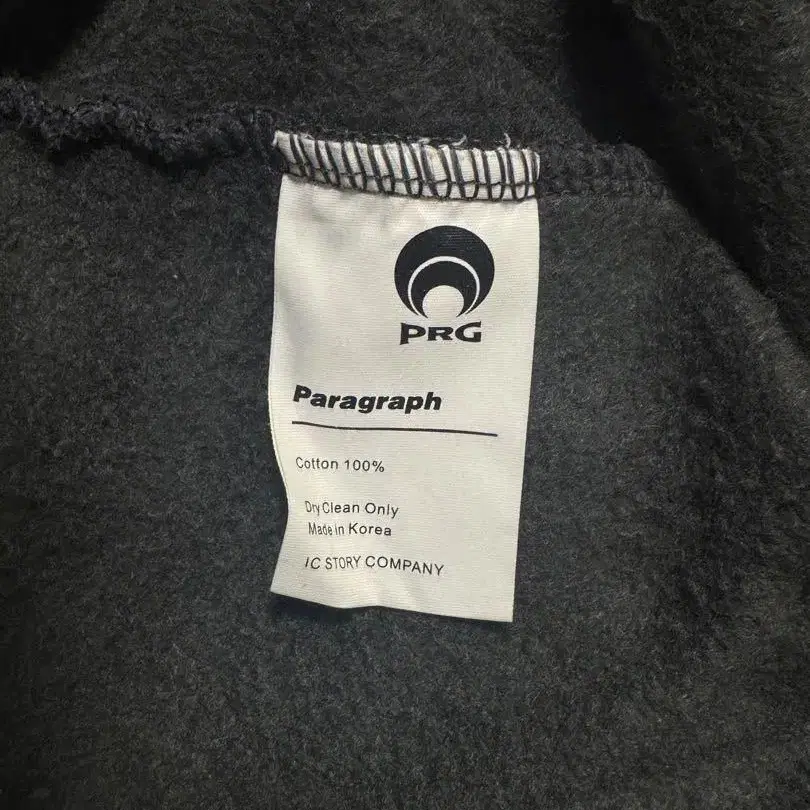 PRG
Paragraph
Cotton 100%
Dry Clean Only
Made in Korea
IC STORY COMPANY